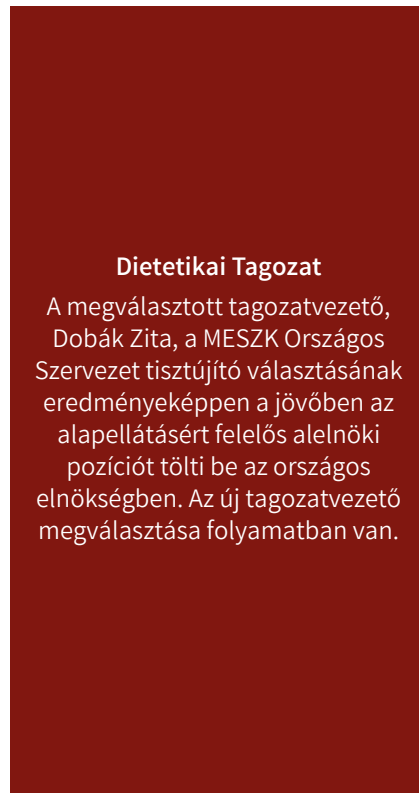 Dietetikai Tagozat
A megválasztott tagozatvezető,
Dobák Zita, a MESZK Országos
Szervezet tisztújító választásának
eredményeképpen a jövőben az
alapellátásért felelős alelnöki
pozíciót tölti be az országos
elnökségben. Az új tagozatvezető
megválasztása folyamatban van.